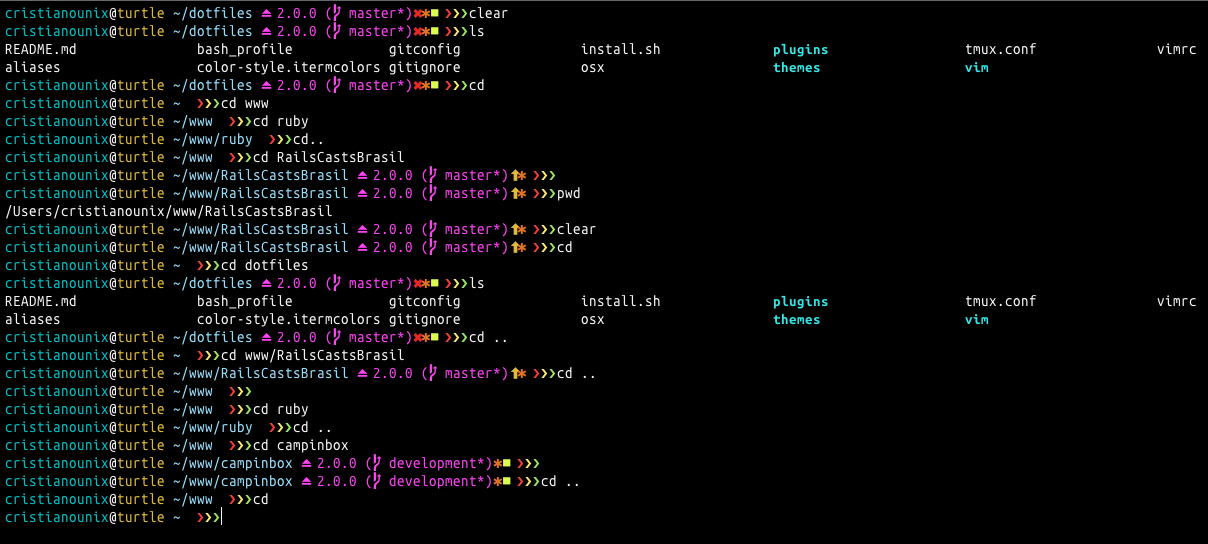 cristianounix@turtle ~/dotfiles ⏏ 2.0.0 (⑂ master*)✖✱■ ❯❯❯clear
cristianounix@turtle ~/dotfiles ⏏ 2.0.0 (⑂ master*)✖✱■ ❯❯❯ls
README.md bash_profile gitconfig install.sh plugins tmux.conf vimrc
aliases color-style.itermcolors gitignore osx themes vim
cristianounix@turtle ~/dotfiles ⏏ 2.0.0 (⑂ master*)✖✱■ ❯❯❯cd
cristianounix@turtle ~ ❯❯❯cd www
cristianounix@turtle ~/www ❯❯❯cd ruby
cristianounix@turtle ~/www/ruby ❯❯❯cd..
cristianounix@turtle ~/www ❯❯❯cd RailsCastsBrasil
cristianounix@turtle ~/www/RailsCastsBrasil ⏏ 2.0.0 (⑂ master*)⬆✱ ❯❯❯
cristianounix@turtle ~/www/RailsCastsBrasil ⏏ 2.0.0 (⑂ master*)⬆✱ ❯❯❯pwd
/Users/cristianounix/www/RailsCastsBrasil
cristianounix@turtle ~/www/RailsCastsBrasil ⏏ 2.0.0 (⑂ master*)⬆✱ ❯❯❯clear
cristianounix@turtle ~/www/RailsCastsBrasil ⏏ 2.0.0 (⑂ master*)⬆✱ ❯❯❯cd
cristianounix@turtle ~ ❯❯❯cd dotfiles
cristianounix@turtle ~/dotfiles ⏏ 2.0.0 (⑂ master*)✖✱■ ❯❯❯ls
README.md bash_profile gitconfig install.sh plugins tmux.conf vimrc
aliases color-style.itermcolors gitignore osx themes vim
cristianounix@turtle ~/dotfiles ⏏ 2.0.0 (⑂ master*)✖✱■ ❯❯❯cd ..
cristianounix@turtle ~ ❯❯❯cd www/RailsCastsBrasil
cristianounix@turtle ~/www/RailsCastsBrasil ⏏ 2.0.0 (⑂ master*)⬆✱ ❯❯❯cd ..
cristianounix@turtle ~/www ❯❯❯
cristianounix@turtle ~/www ❯❯❯cd ruby
cristianounix@turtle ~/www/ruby ❯❯❯cd ..
cristianounix@turtle ~/www ❯❯❯cd campinbox
cristianounix@turtle ~/www/campinbox ⏏ 2.0.0 (⑂ development*)✱■ ❯❯❯
cristianounix@turtle ~/www/campinbox ⏏ 2.0.0 (⑂ development*)✱■ ❯❯❯cd ..
cristianounix@turtle ~/www ❯❯❯cd
cristianounix@turtle ~ ❯❯❯